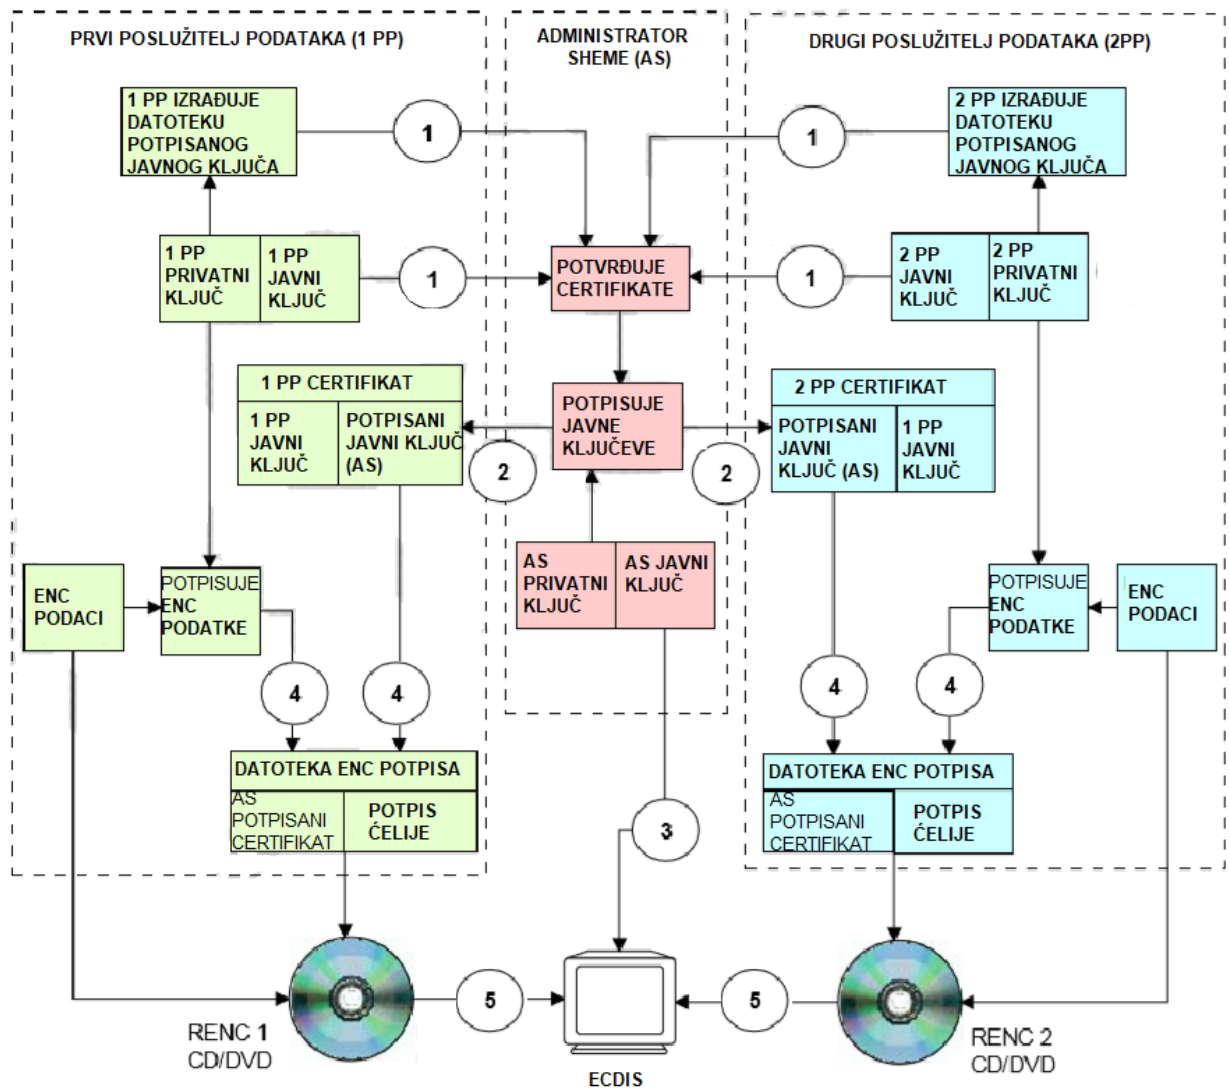 PRVI POSLUŽITELJ PODATAKA (1 PP)
ADMINISTRATOR
SHEME (AS)
DRUGI POSLUŽITELJ PODATAKA (2PP)
1 PP IZRAĐUJE
DATOTEKU
POTPISANOG
JAVNOG KLJUČA
1
1
2 PP IZRAĐUJE
DATOTEKU
POTPISANOG
JAVNOG KLJUČA
1 PP
PRIVATNI
KLJUČ
1 PP
JAVNI
KLJUČ
1
POTVRĐUJE
CERTIFIKATE
1
2 PP
JAVNI
KLJUČ
2 PP
PRIVATNI
KLJUČ
1 PP CERTIFIKAT
1 PP
JAVNI
KLJUČ
POTPISANI
JAVNI KLJUČ
(AS)
2
POTPISUJE
JAVNE
KLJUČEVE
2
2 PP CERTIFIKAT
POTPISANI
JAVNI
KLJUČ (AS)
1 PP
JAVNI
KLJUČ
AS
PRIVATNI
KLJUČ
AS JAVNI
KLJUČ
ENC
PODACI
POTPISUJE
ENC
PODATKE
POTPISUJE
ENC
PODATKE
ENC
PODACI
4
4
4
4
DATOTEKA ENC POTPISA
AS
POTPISANI
CERTIFIKAT
POTPIS
ĆELIJE
3
DATOTEKA ENC POTPISA
AS
POTPISANI
CERTIFIKAT
POTPIS
ĆELIJE
RENC 1
CD/DVD
5
ECDIS
5
RENC 2
CD/DVD